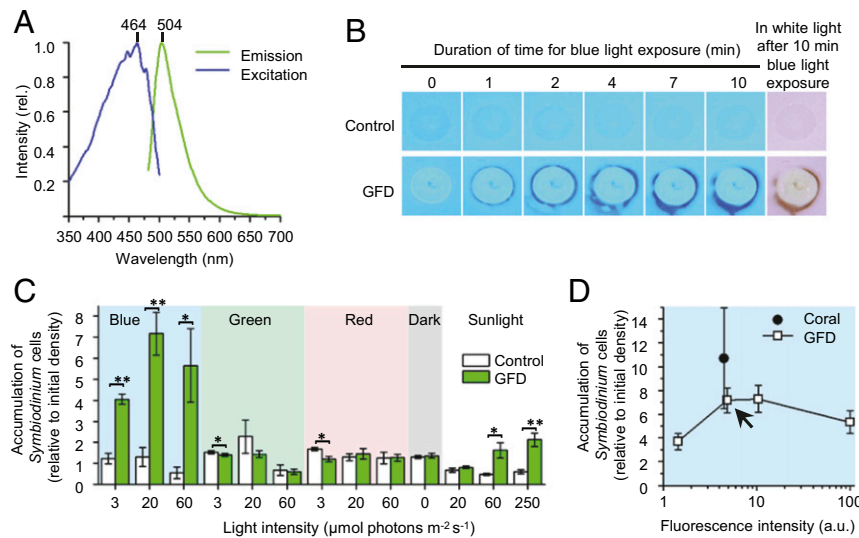 A
464 504
Intensity (rel.)
1.0
0.8
0.6
0.4
0.2
350 400 450 500 550 600 650 700
Wavelength (nm)
Emission
Excitation
B
Duration of time for blue light exposure (min)
0 1 2 4 7 10
In white light
after 10 min
blue light
exposure
Control
GFD
C
Accumulation of
Symbiodinium cells
(relative to initial density)
8
7
6
5
4
3
2
1
0
Blue Green Red Dark Sunlight
** ** * * * * **
Control
GFD
3 20 60 3 20 60 3 20 60 0 20 60 250
Light intensity (µmol photons m-2 s-1)
D
Accumulation of
Symbiodinium cells
(relative to initial density)
14
12
10
8
6
4
2
0
Coral
GFD
1 10 100
Fluorescence intensity (a.u.)